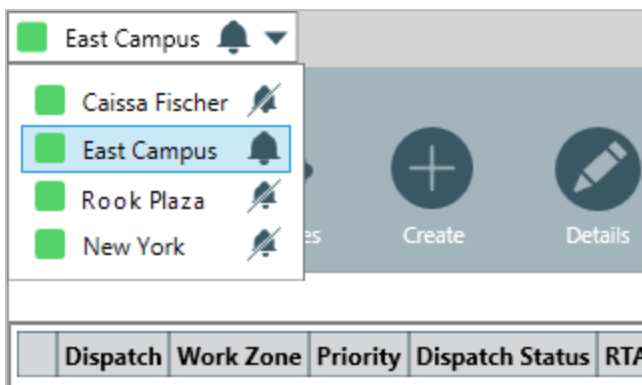 East Campus
Caissa Fischer
East Campus
Rook Plaza
New York
es Create Details
Dispatch Work Zone Priority Dispatch Status RTA